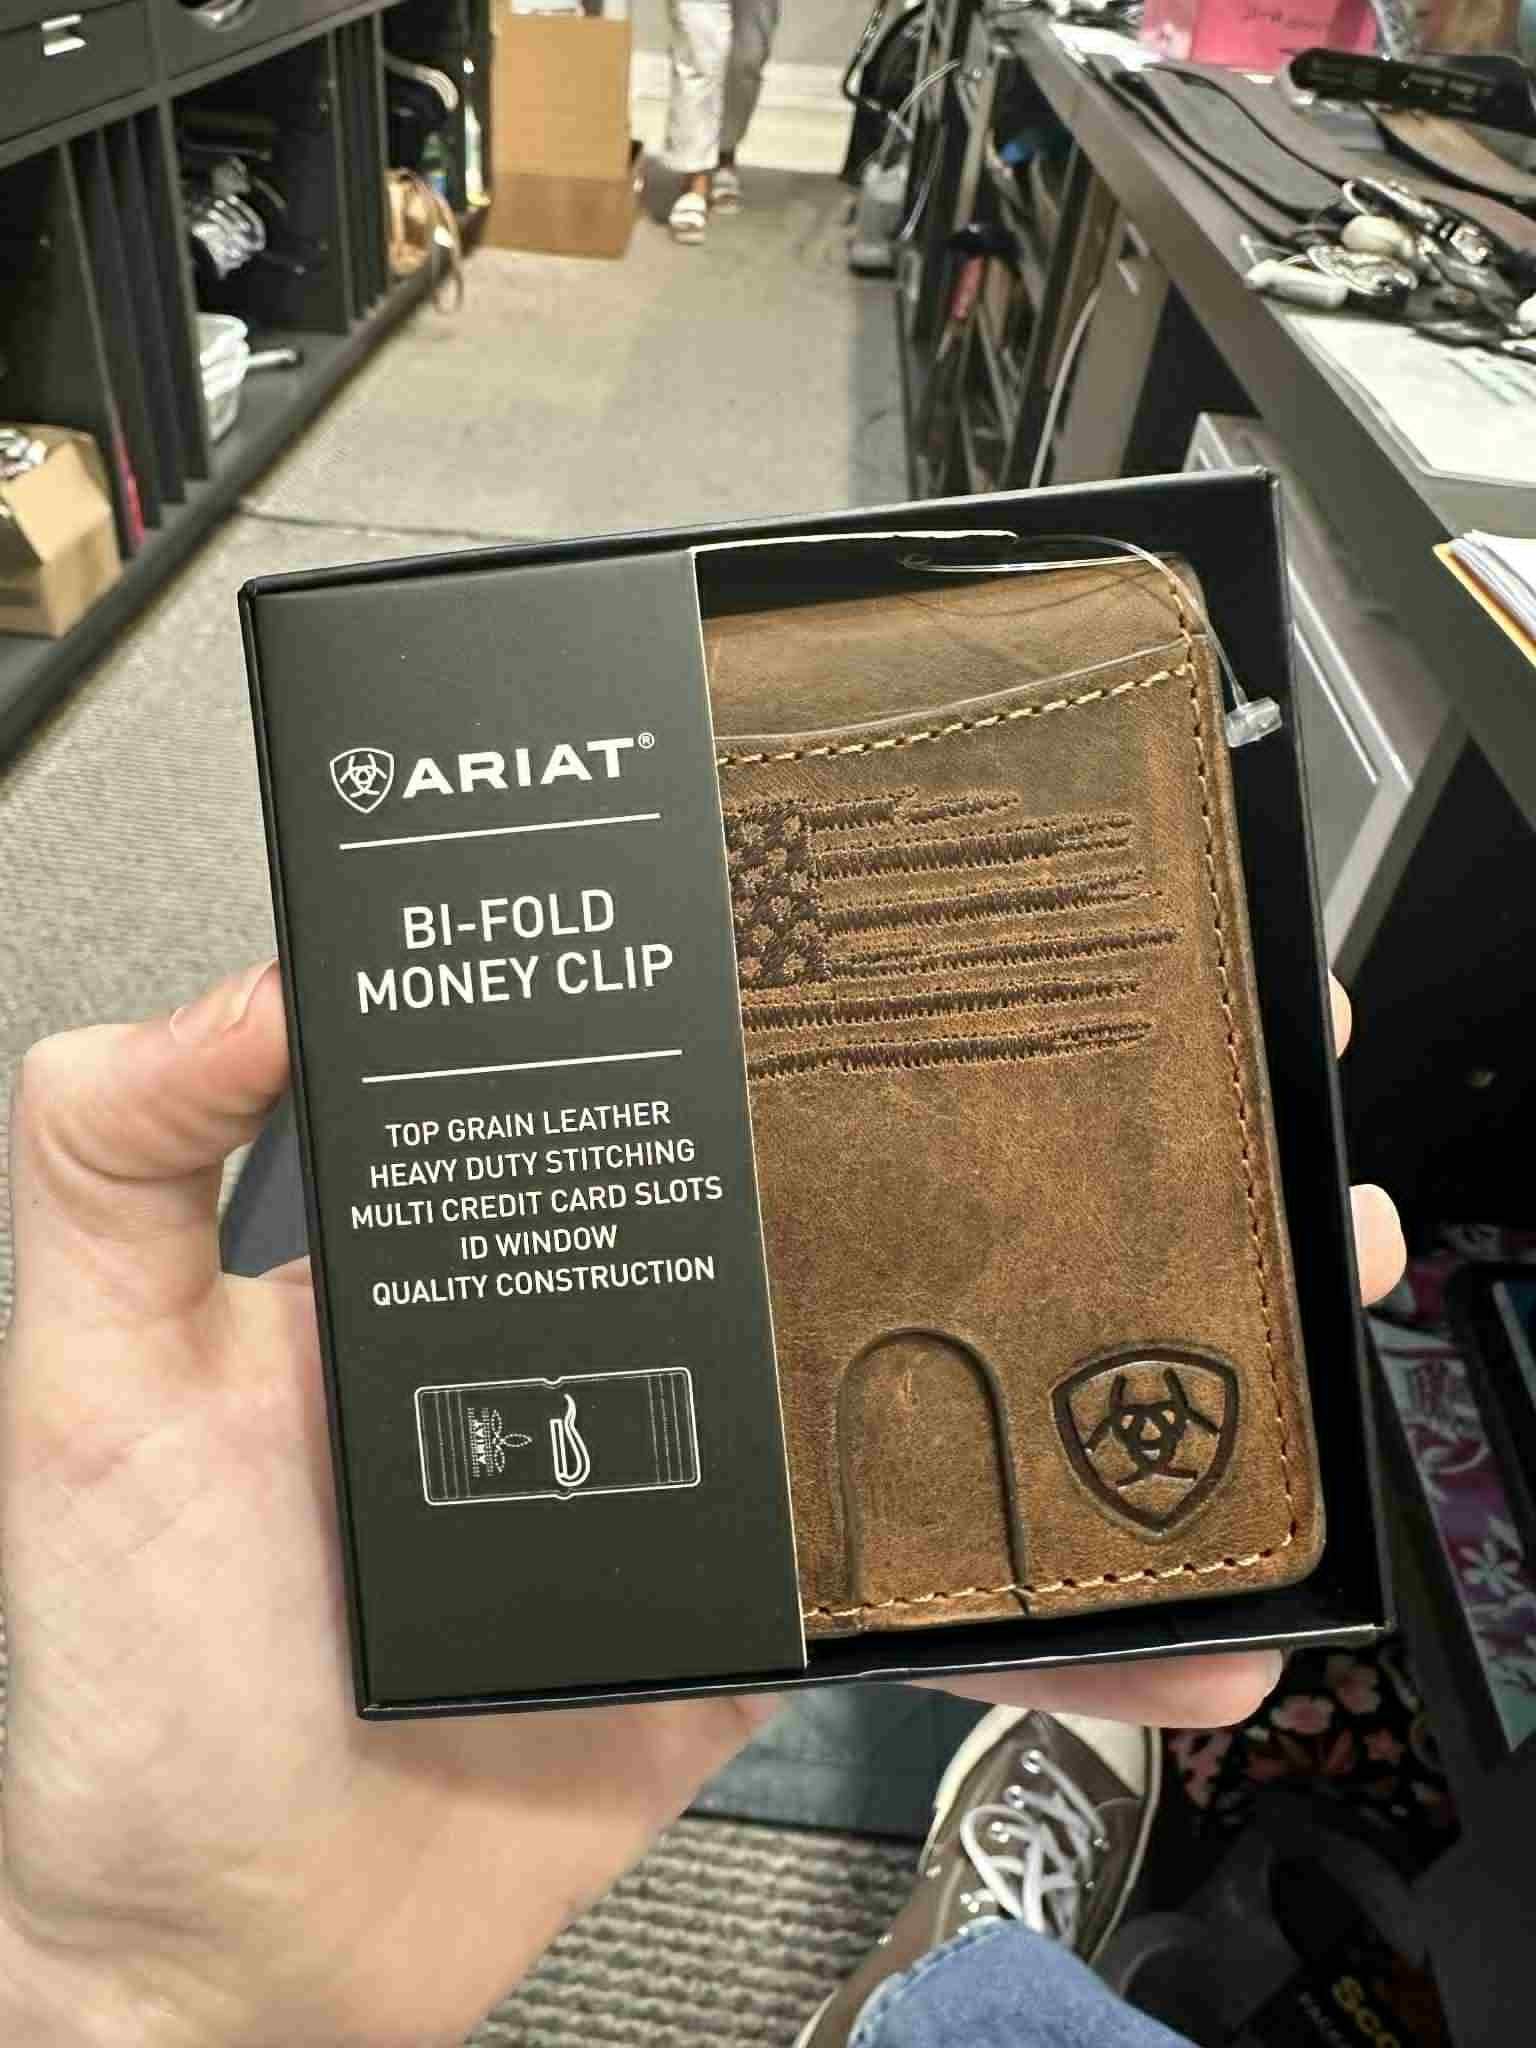 ARIAT®
BI-FOLD
MONEY CLIP
TOP GRAIN LEATHER
HEAVY DUTY STITCHING
MULTI CREDIT CARD SLOTS
ID WINDOW
QUALITY CONSTRUCTION
ARIAT